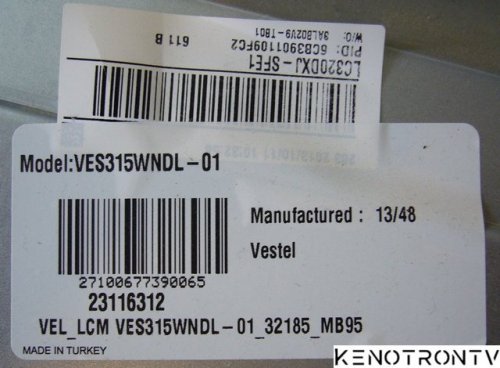 611 B
W/O: 3ALB02V9-TB01
PID: 6CB3901109FC2
LC320DXJ-SFE1
Model:VES315WNDL-01
Manufactured : 13/48
Vestel
27100677390065
23116312
VEL_LCM VES315WNDL-01_32185_MB95
MADE IN TURKEY
KENOTRONTV